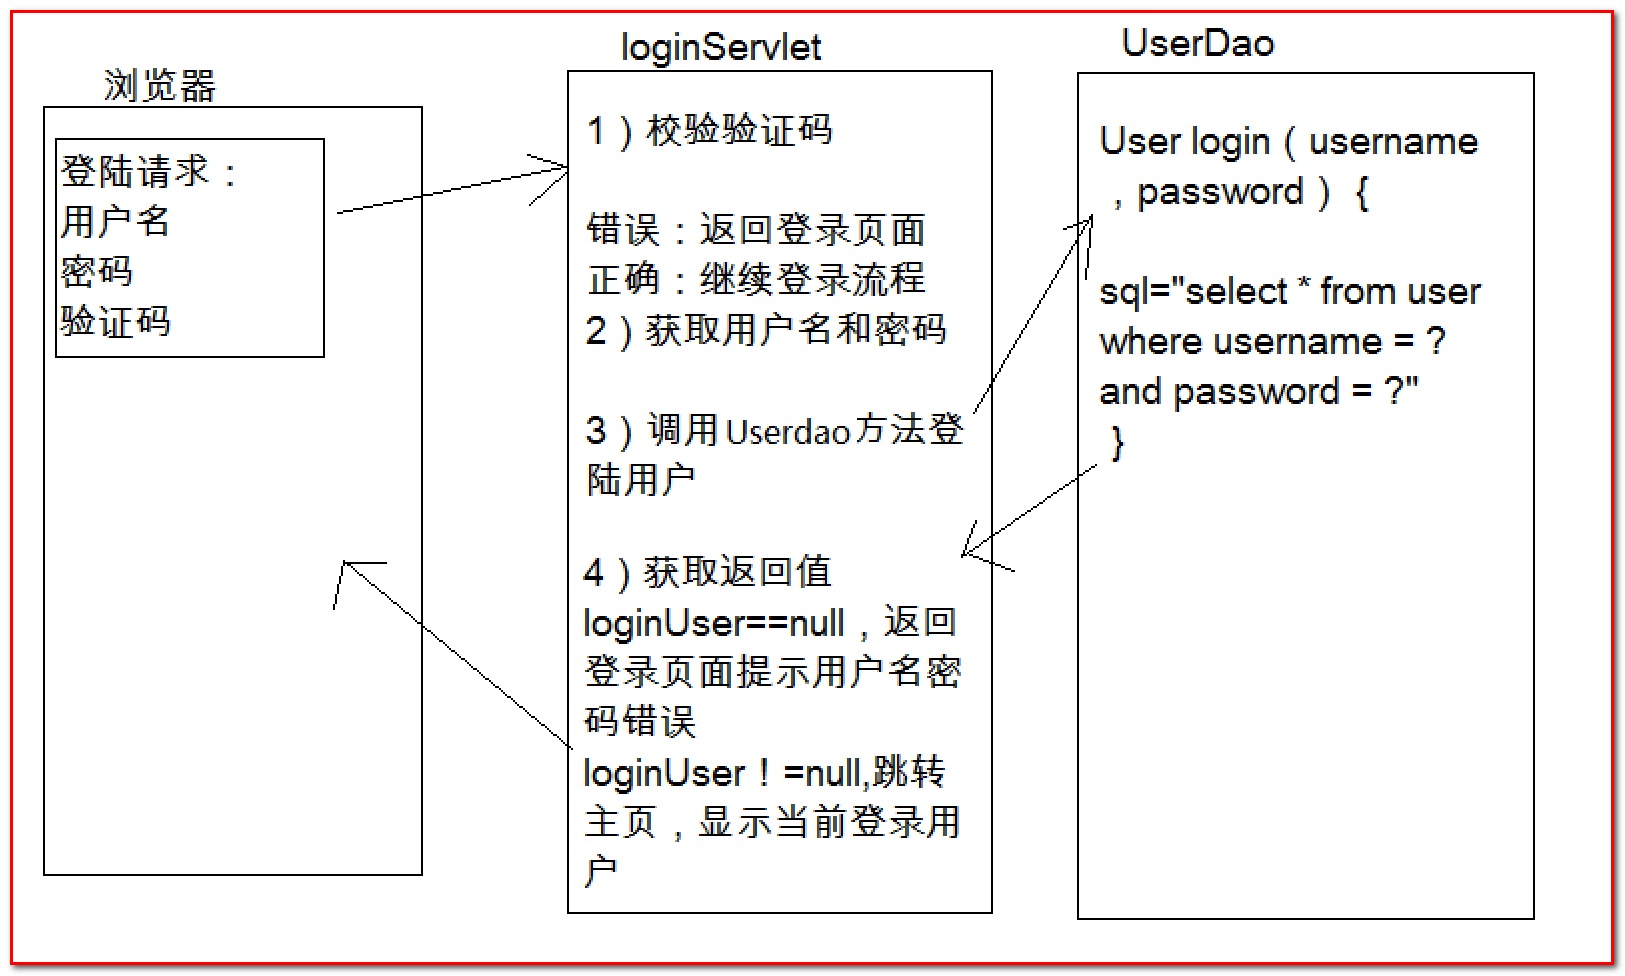 浏览器
登陆请求：
用户名
密码
验证码
loginServlet
1）校验验证码
错误：返回登录页面
正确：继续登录流程
2）获取用户名和密码
3）调用Userdao方法登
陆用户
4）获取返回值
loginUser==null，返回
登录页面提示用户名密
码错误
loginUser！=null,跳转
主页，显示当前登录用
户
UserDao
User login（username
，password）{
sql="select * from user
where username = ?
and password = ?"
}